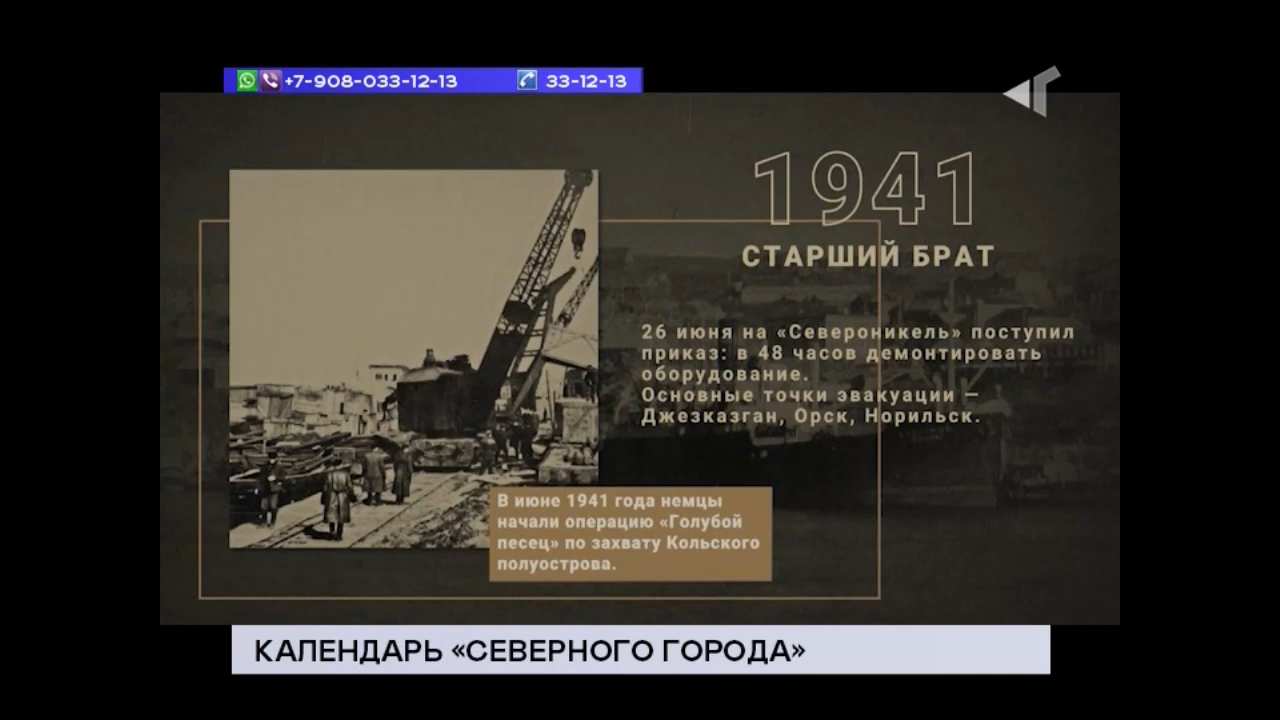 +7-908-033-12-13 33-12-13
1941
СТАРШИЙ БРАТ
26 июня на «Североникель» поступил
приказ: в 48 часов демонтировать
оборудование.
Основные точки эвакуации —
Джезказган, Орск, Норильск.
В июне 1941 года немцы
начали операцию «Голубой
песец» по захвату Кольского
полуострова.
КАЛЕНДАРЬ «СЕВЕРНОГО ГОРОДА»